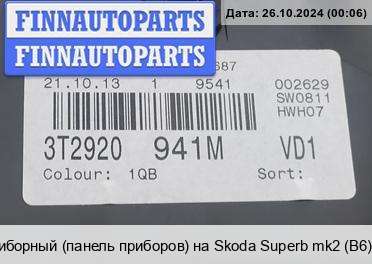 FINNAUTOPARTS
FINNAUTOPARTS
Дата: 26.10.2024 (00:06)
687
21.10.13 1 9541 002629
SW0811
HWH07
3T2920 941M VD1
Colour: 1QB Sort:
иборный (панель приборов) на Skoda Superb mk2 (B6)